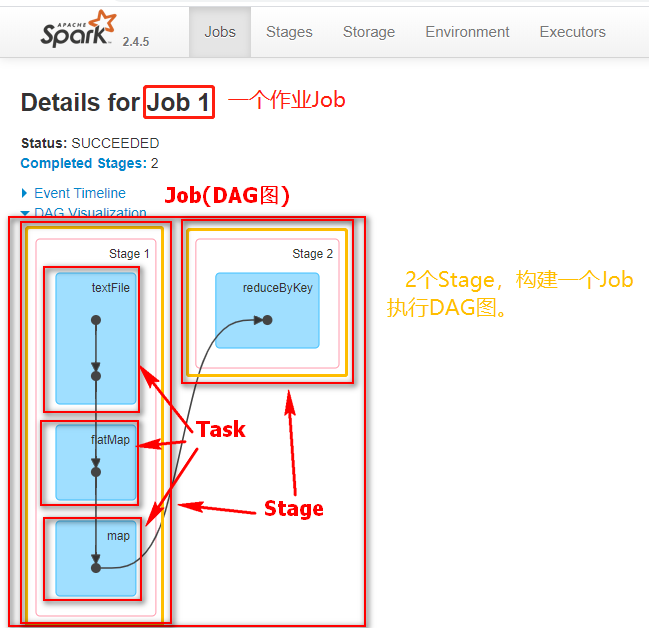 APACHE
Spark 2.4.5
Jobs Stages Storage Environment Executors
Details for Job 1 一个作业Job
Status: SUCCEEDED
Completed Stages: 2
Event Timeline
Job(DAG图)
DAG Visualization
Stage 1
Stage 2
textFile
reduceByKey
2个Stage，构建一个Job
执行DAG图。
Task
flatMap
Stage
map